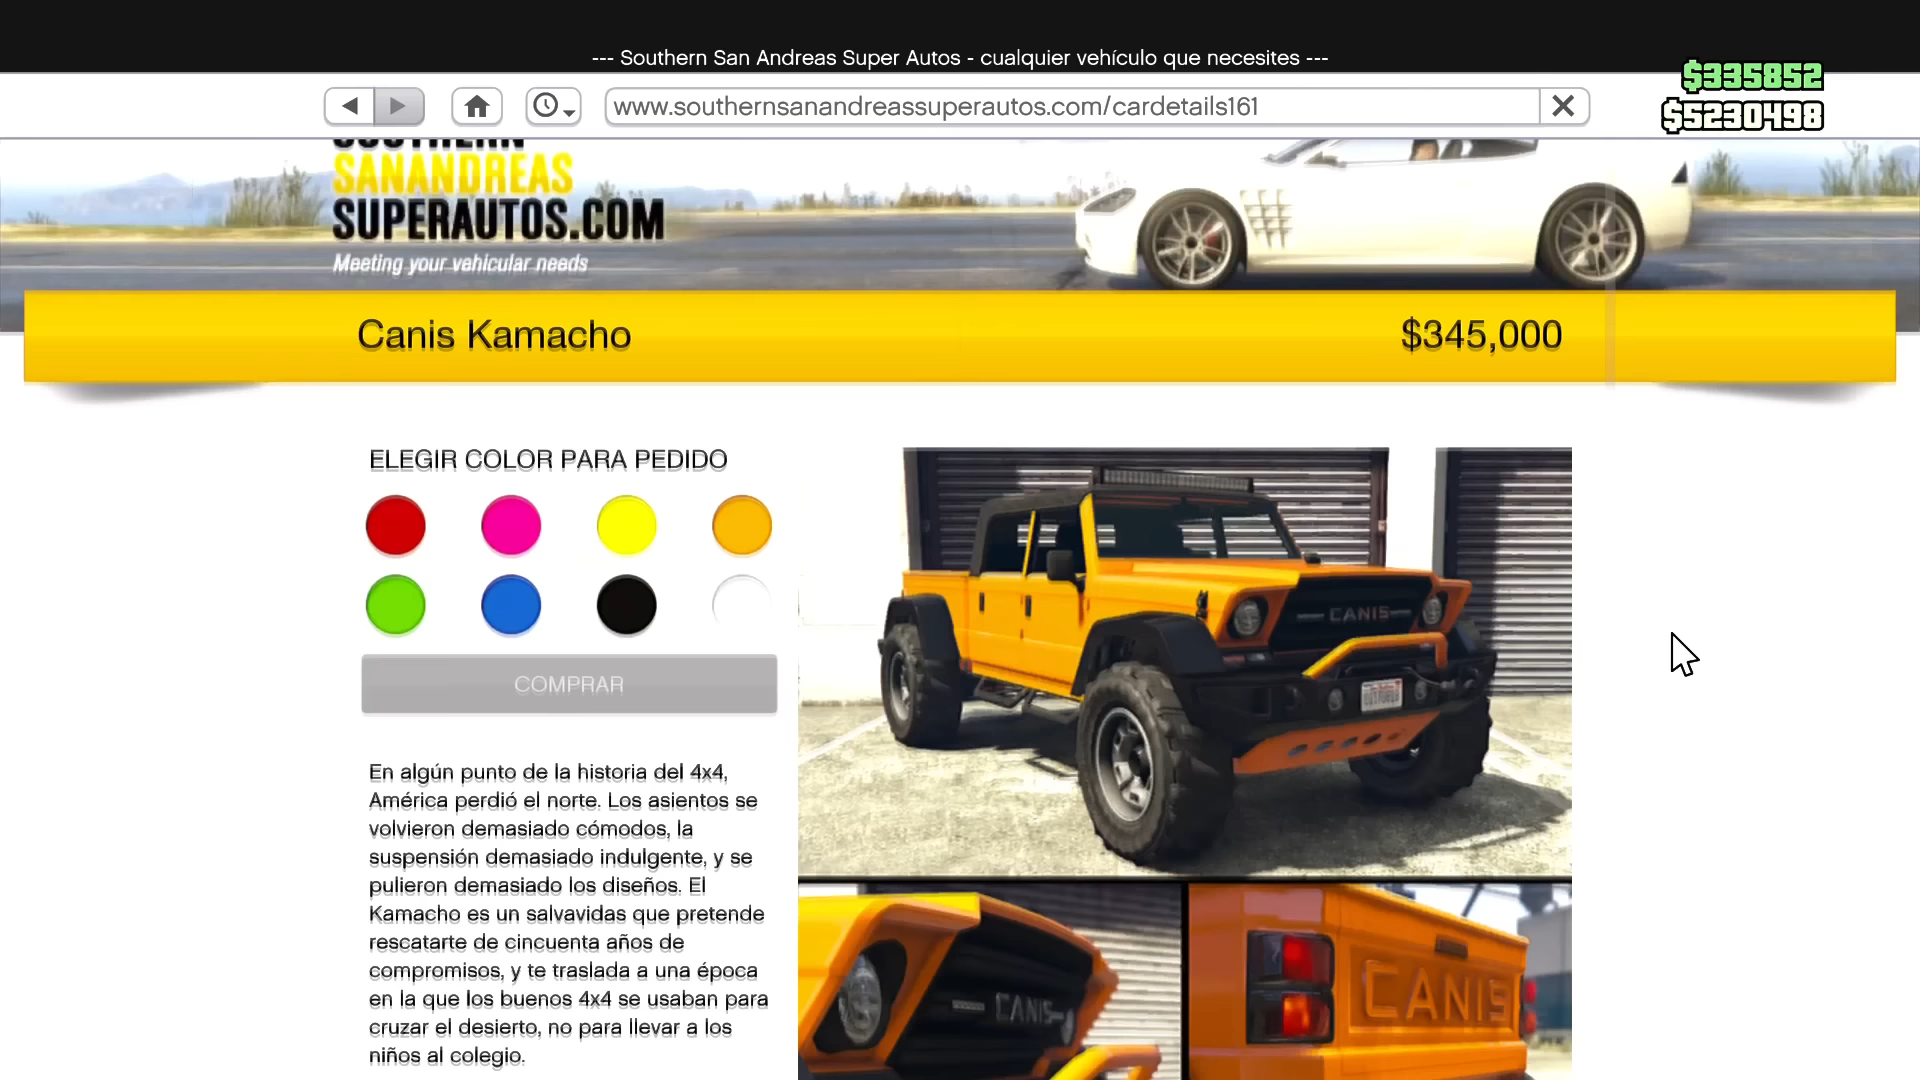 --- Southern San Andreas Super Autos - cualquier vehículo que necesites ---
$335852
www.southernsanandreassuperautos.com/cardetails161
$5230498
SOUTHERN
SANANDREAS
SUPERAUTOS.COM
Meeting your vehicular needs
Canis Kamacho
$345,000
ELEGIR COLOR PARA PEDIDO
CANIS
COMPRAR
En algún punto de la historia del 4x4,
América perdió el norte. Los asientos se
volvieron demasiado cómodos, la
suspensión demasiado indulgente, y se
pulieron demasiado los diseños. El
Kamacho es un salvavidas que pretende
rescatarte de cincuenta años de
compromisos, y te traslada a una época
en la que los buenos 4x4 se usaban para
cruzar el desierto, no para llevar a los
niños al colegio.
CANIS
CANIS